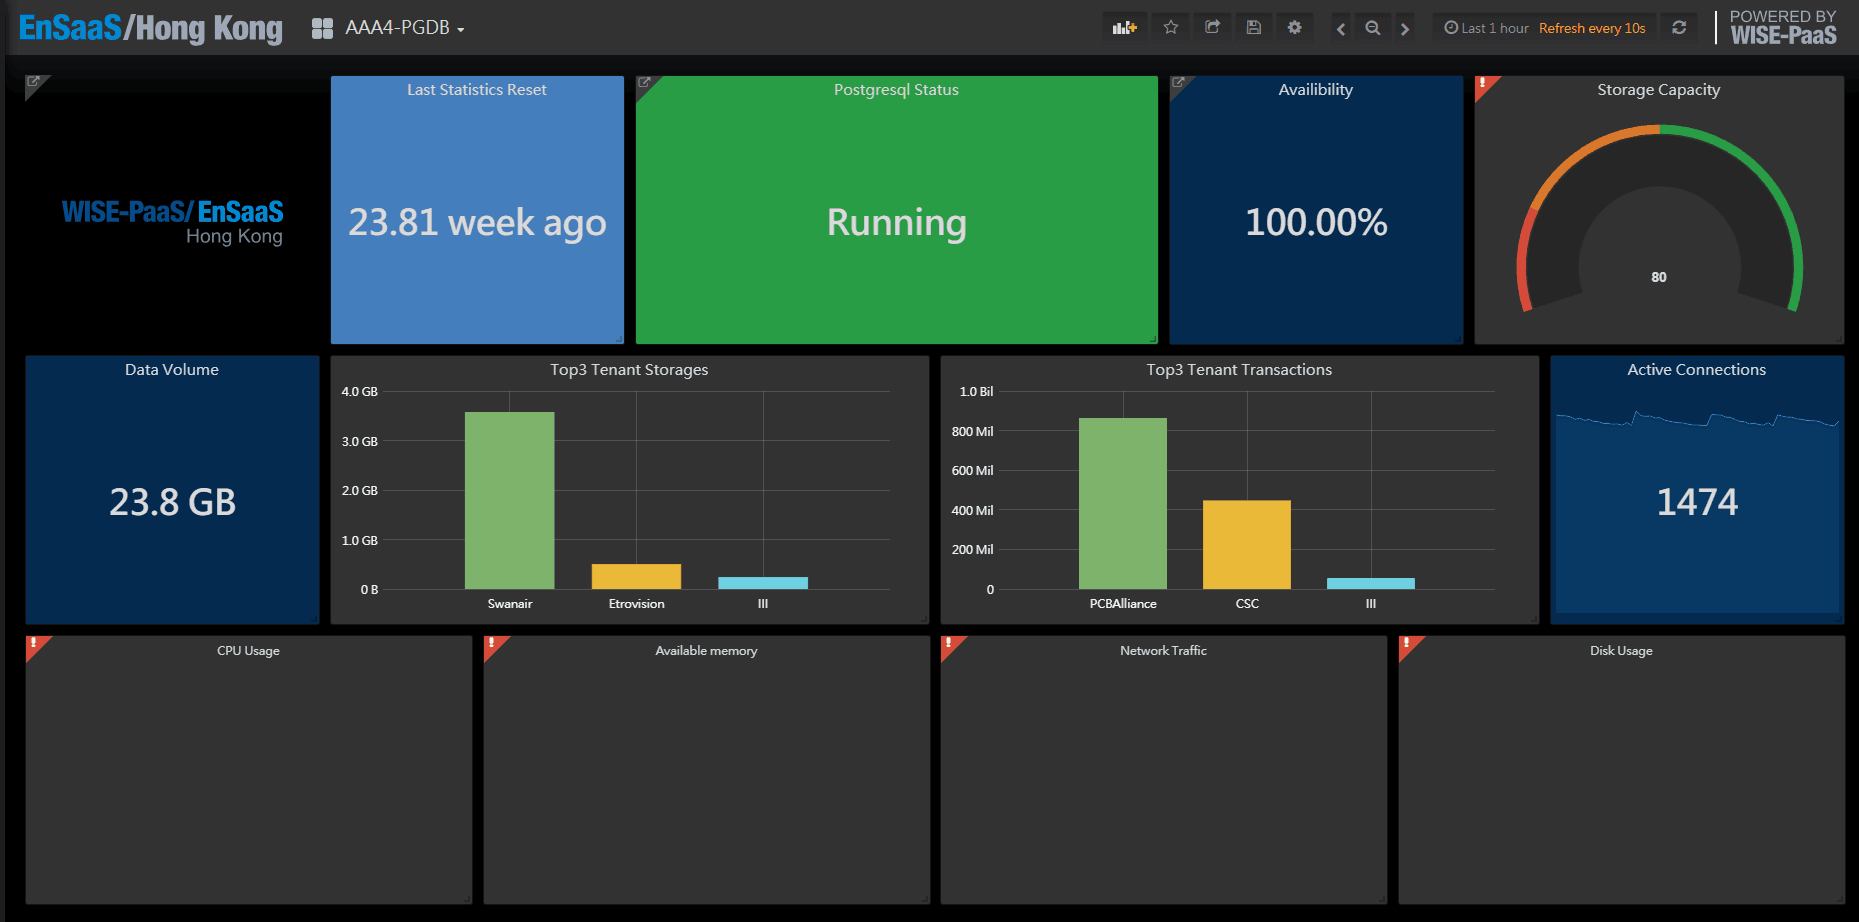 EnSaaS/Hong Kong
AAA4-PGDB
Last 1 hour Refresh every 10s
POWERED BY
WISE-PaaS
WISE-PaaS/EnSaaS
Hong Kong
Last Statistics Reset
23.81 week ago
Postgresql Status
Running
Availibility
100.00%
Storage Capacity
80
Data Volume
23.8 GB
Top3 Tenant Storages
4.0 GB
3.0 GB
2.0 GB
1.0 GB
0 B
Swanair Etrovision III
Top3 Tenant Transactions
1.0 Bil
800 Mil
600 Mil
400 Mil
200 Mil
0
PCBAlliance CSC III
Active Connections
1474
CPU Usage
Available memory
Network Traffic
Disk Usage